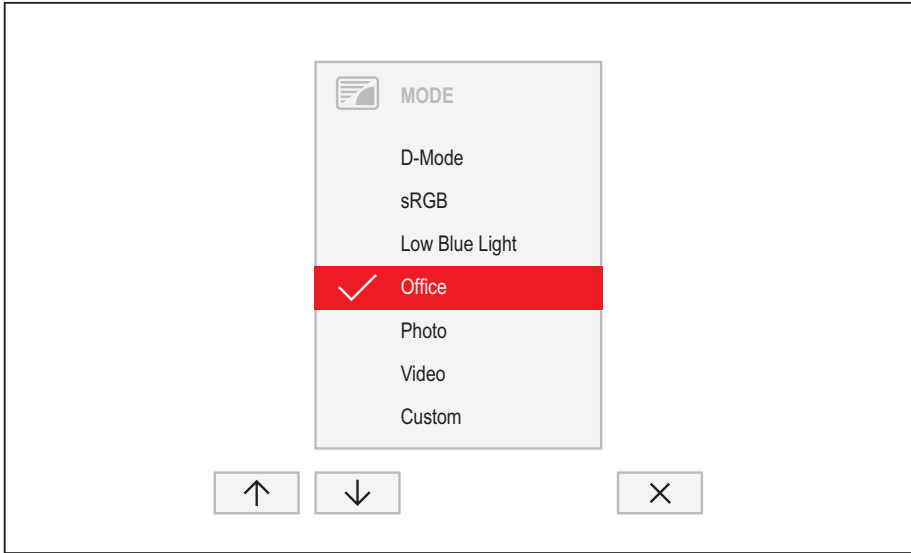 MODE
D-Mode
sRGB
Low Blue Light
Office
Photo
Video
Custom